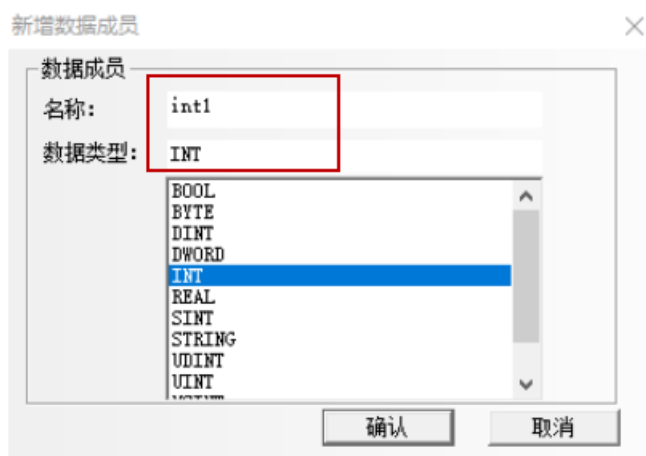 新增数据成员
数据成员
名称: int1
数据类型: INT
BOOL
BYTE
DINT
DWORD
INT
REAL
SINT
STRING
UDINT
UINT
确认 取消